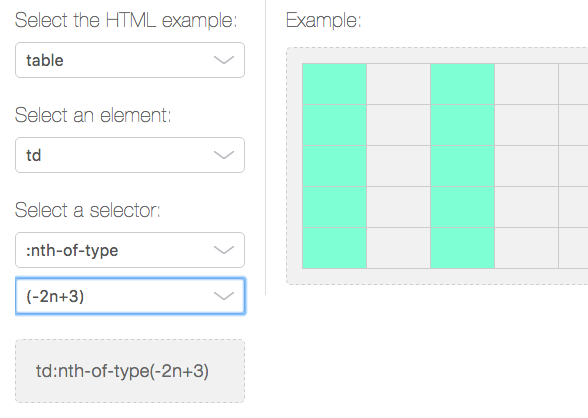 Select the HTML example:
table
Select an element:
td
Select a selector:
:nth-of-type
(-2n+3)
td:nth-of-type(-2n+3)
Example: